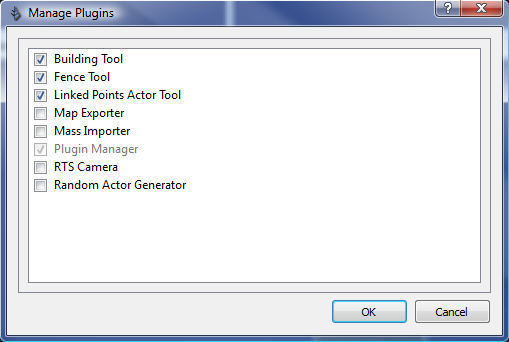 Manage Plugins
Building Tool
Fence Tool
Linked Points Actor Tool
Map Exporter
Mass Importer
Plugin Manager
RTS Camera
Random Actor Generator
OK
Cancel